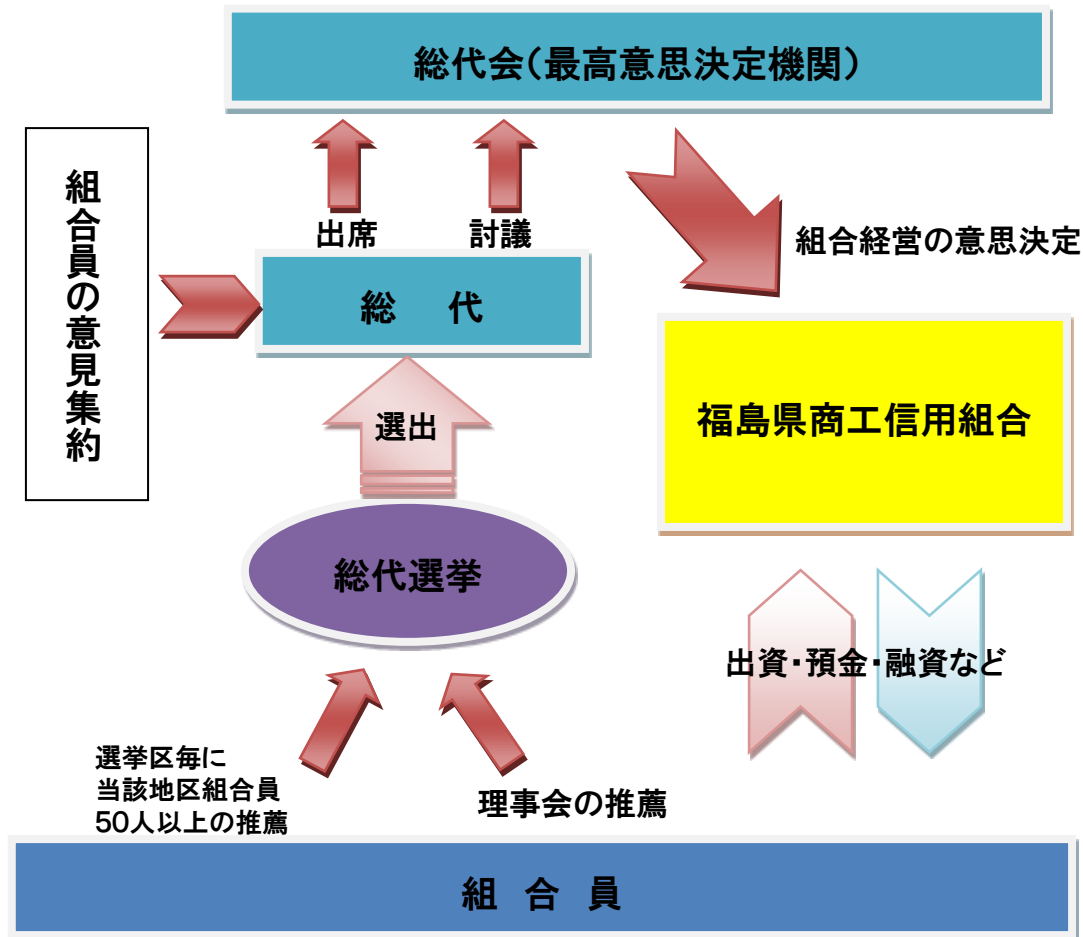 総代会（最高意思決定機関）
組合員の意見集約
出席
討議
組合経営の意思決定
総 代
福島県商工信用組合
選出
総代選挙
出資・預金・融資など
選挙区毎に
当該地区組合員
50人以上の推薦
理事会の推薦
組 合 員